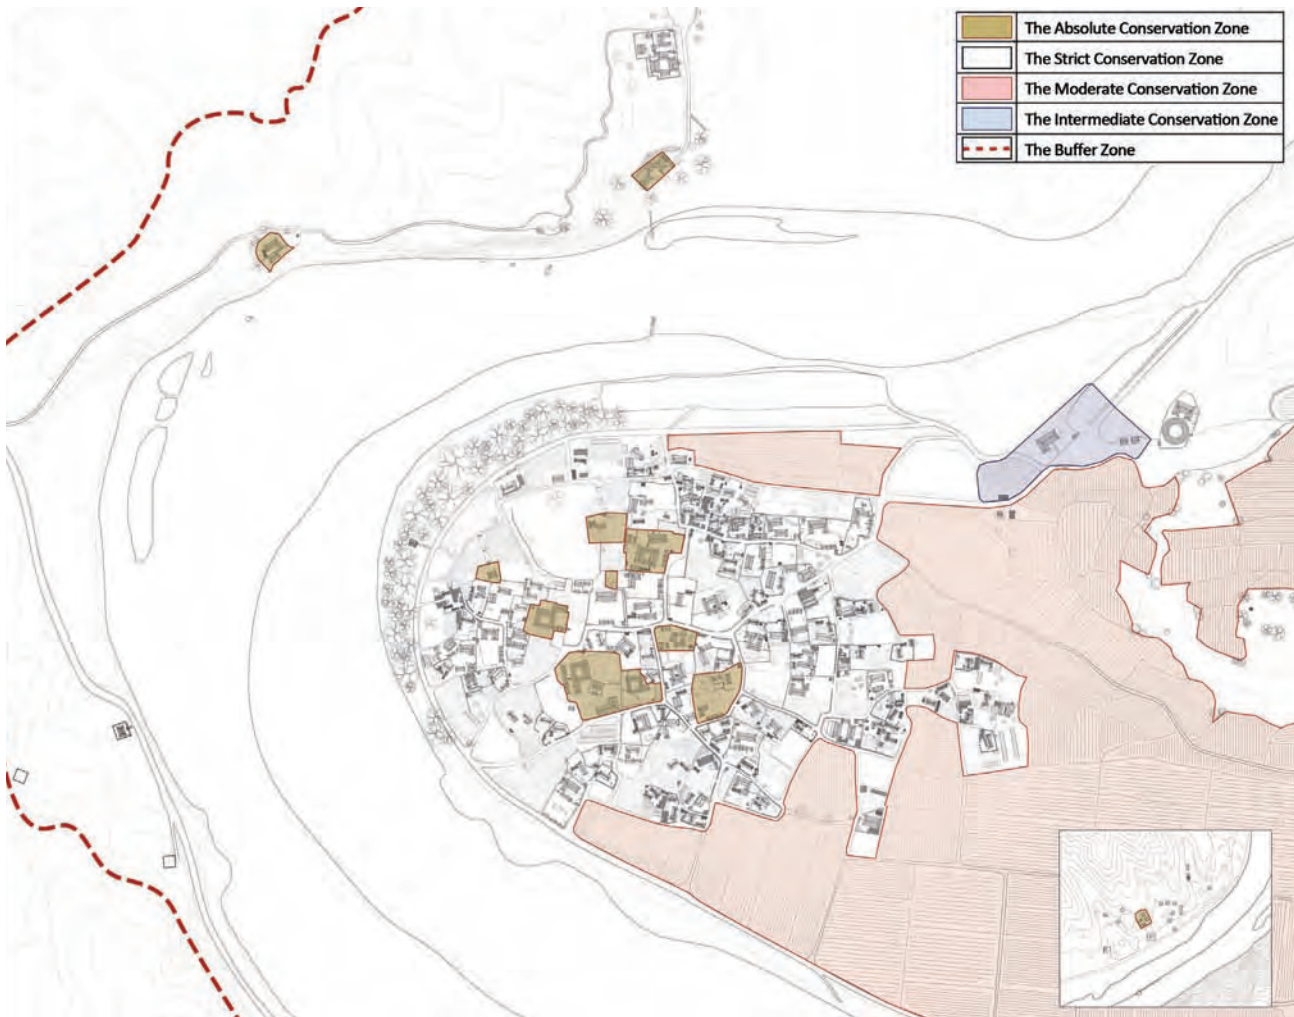 The Absolute Conservation Zone
The Strict Conservation Zone
The Moderate Conservation Zone
The Intermediate Conservation Zone
The Buffer Zone